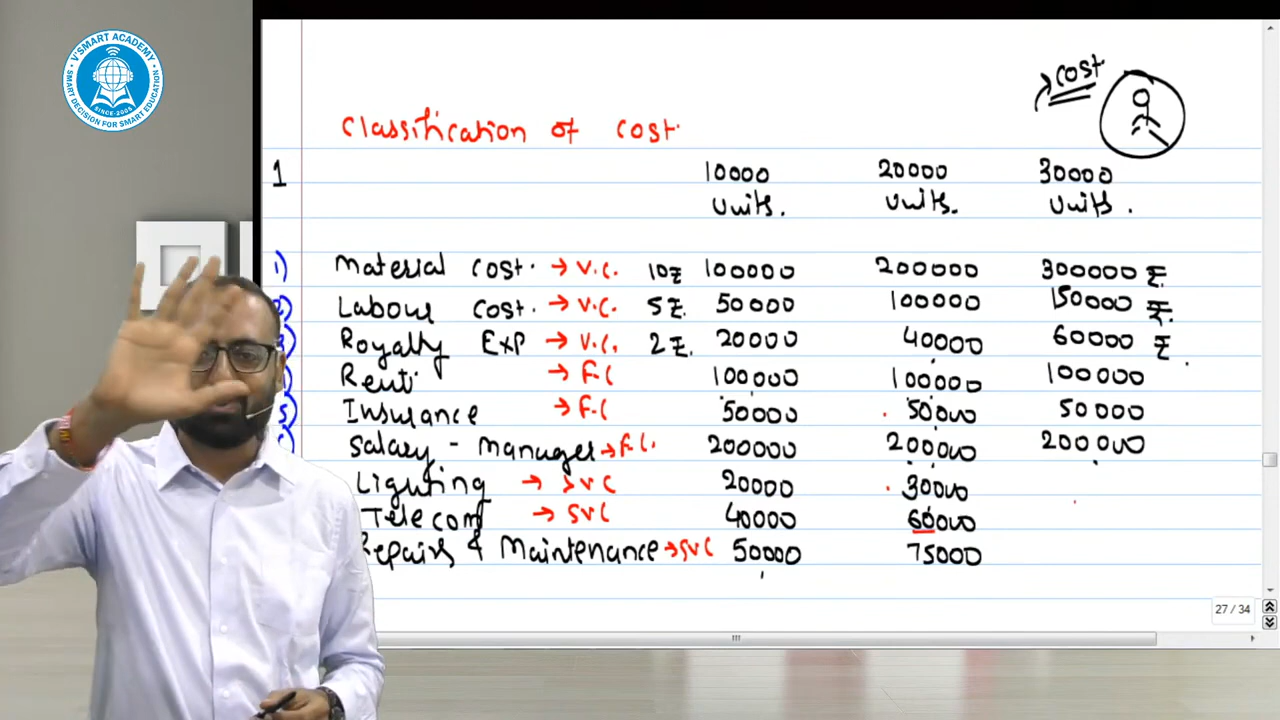 V'SMART ACADEMY
SMART DECISION FOR SMART EDUCATION
SINCE-2005
cost
Classification of cost.
1 10000 20000 30000
Units. Units. Units.
1) Material cost. → V.C. 10₹ 100000 200000 300000 ₹
Labour cost. → V.C. 5₹. 50000 100000 150000 ₹.
Royalty Exp → V.C. 2₹. 20000 40000 60000 ₹
Rent → F.C 100000 100000 100000
5) Insurance → F.C 50000 50000 50000
Salary - Manager → F.C. 200000 200000 200000
Lighting → SVC 20000 30000
Telecom → SVC 40000 60000
Repairs & Maintenance → SVC 50000 75000
27 / 34